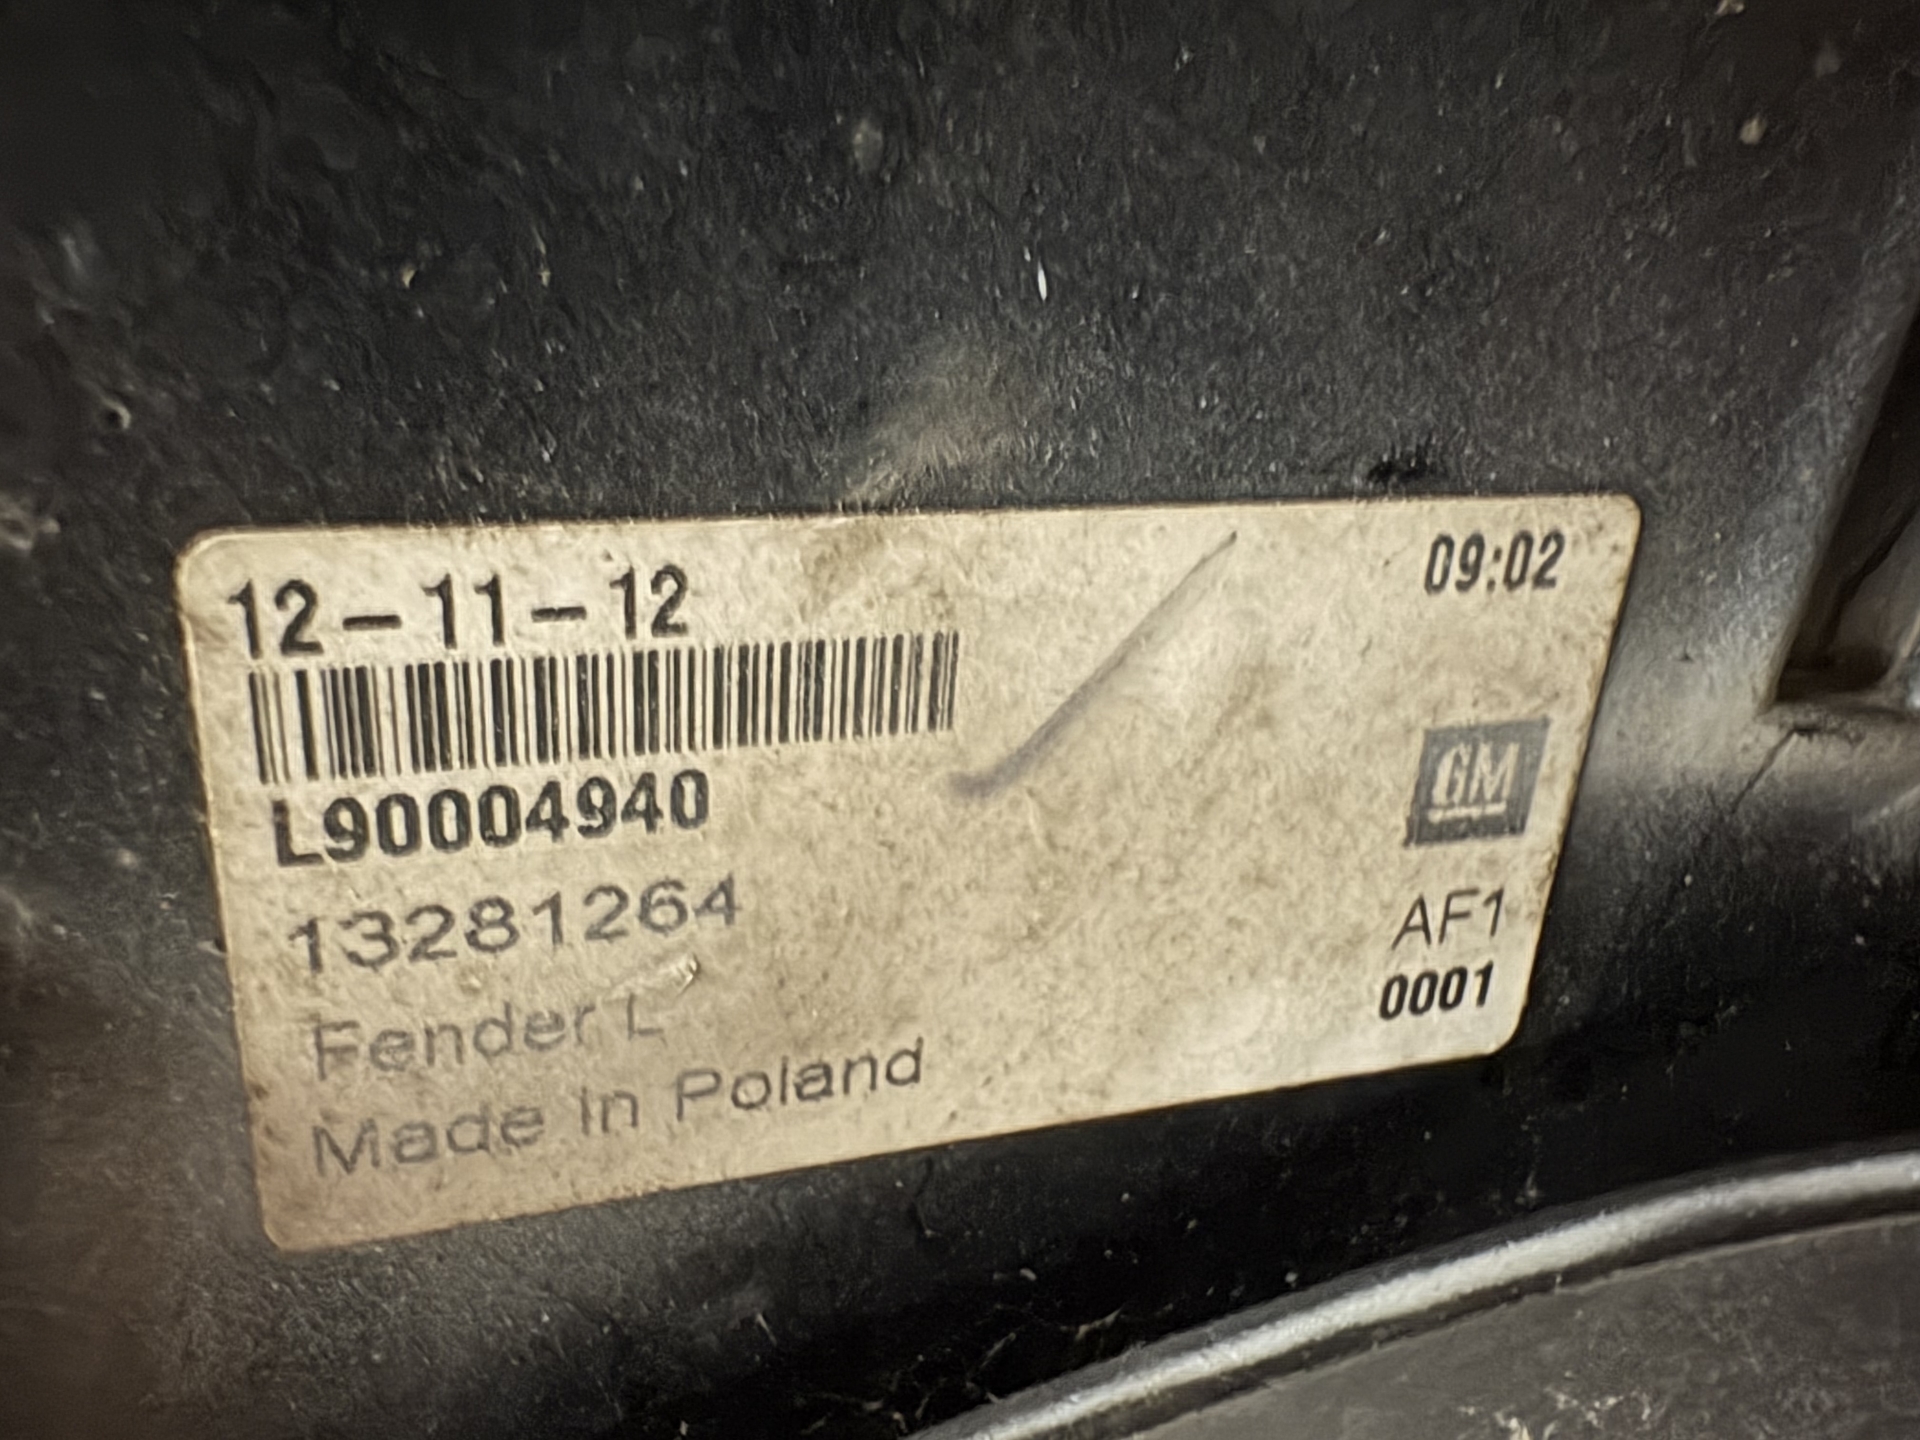 12-11-12
09:02
L90004940
GM
13281264
AF1
Fender L
0001
Made in Poland